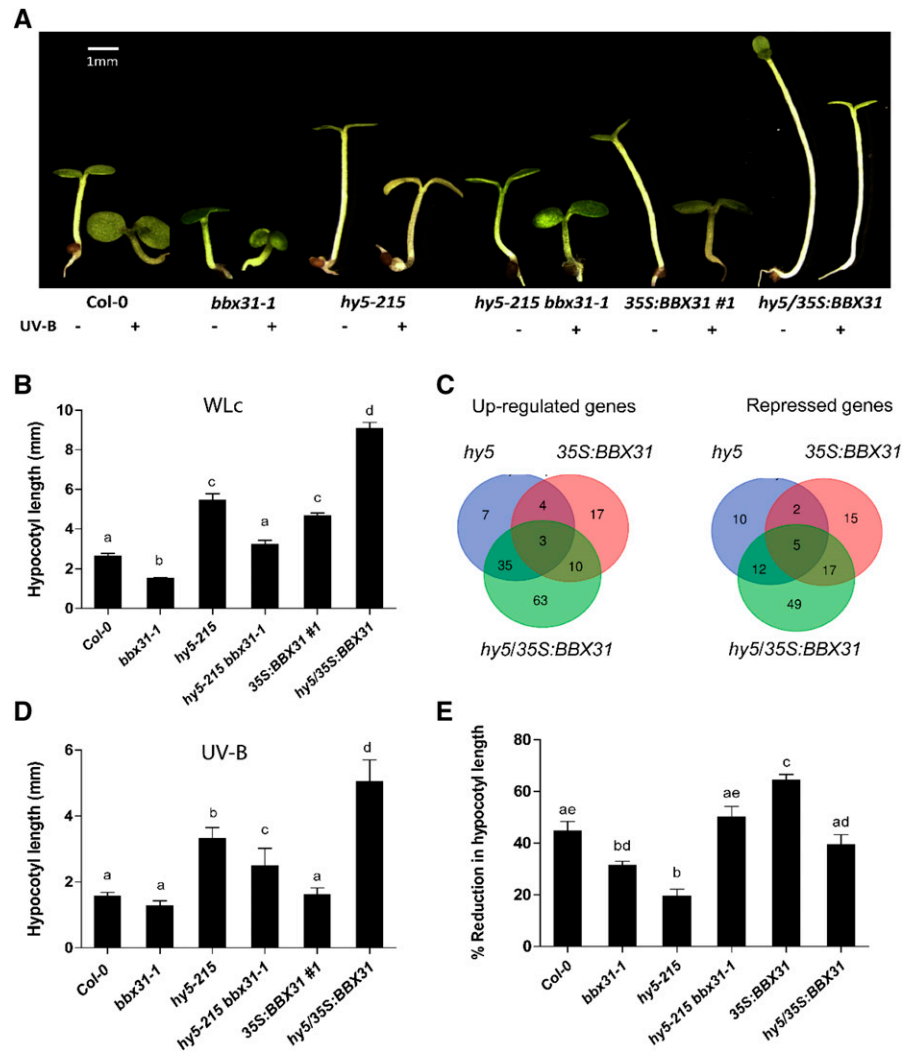 A
1mm
Col-0 bbx31-1 hy5-215 hy5-215 bbx31-1 35S:BBX31 #1 hy5/35S:BBX31
UV-B - + - + - + - + - + - +
B
WLc
Hypocotyl length (mm)
10
8
6
4
2
0
a b c a c d
Col-0
bbx31-1
hy5-215
hy5-215 bbx31-1
35S:BBX31 #1
hy5/35S:BBX31
C
Up-regulated genes
hy5 35S:BBX31
7 4 17
3
35 10
63
hy5/35S:BBX31
Repressed genes
hy5 35S:BBX31
10 2 15
5
12 17
49
hy5/35S:BBX31
D
UV-B
Hypocotyl length (mm)
6
4
2
0
a a b c a d
Col-0
bbx31-1
hy5-215
hy5-215 bbx31-1
35S:BBX31 #1
hy5/35S:BBX31
E
% Reduction in hypocotyl length
80
60
40
20
0
ae bd b ae c ad
Col-0
bbx31-1
hy5-215
hy5-215 bbx31-1
35S:BBX31
hy5/35S:BBX31